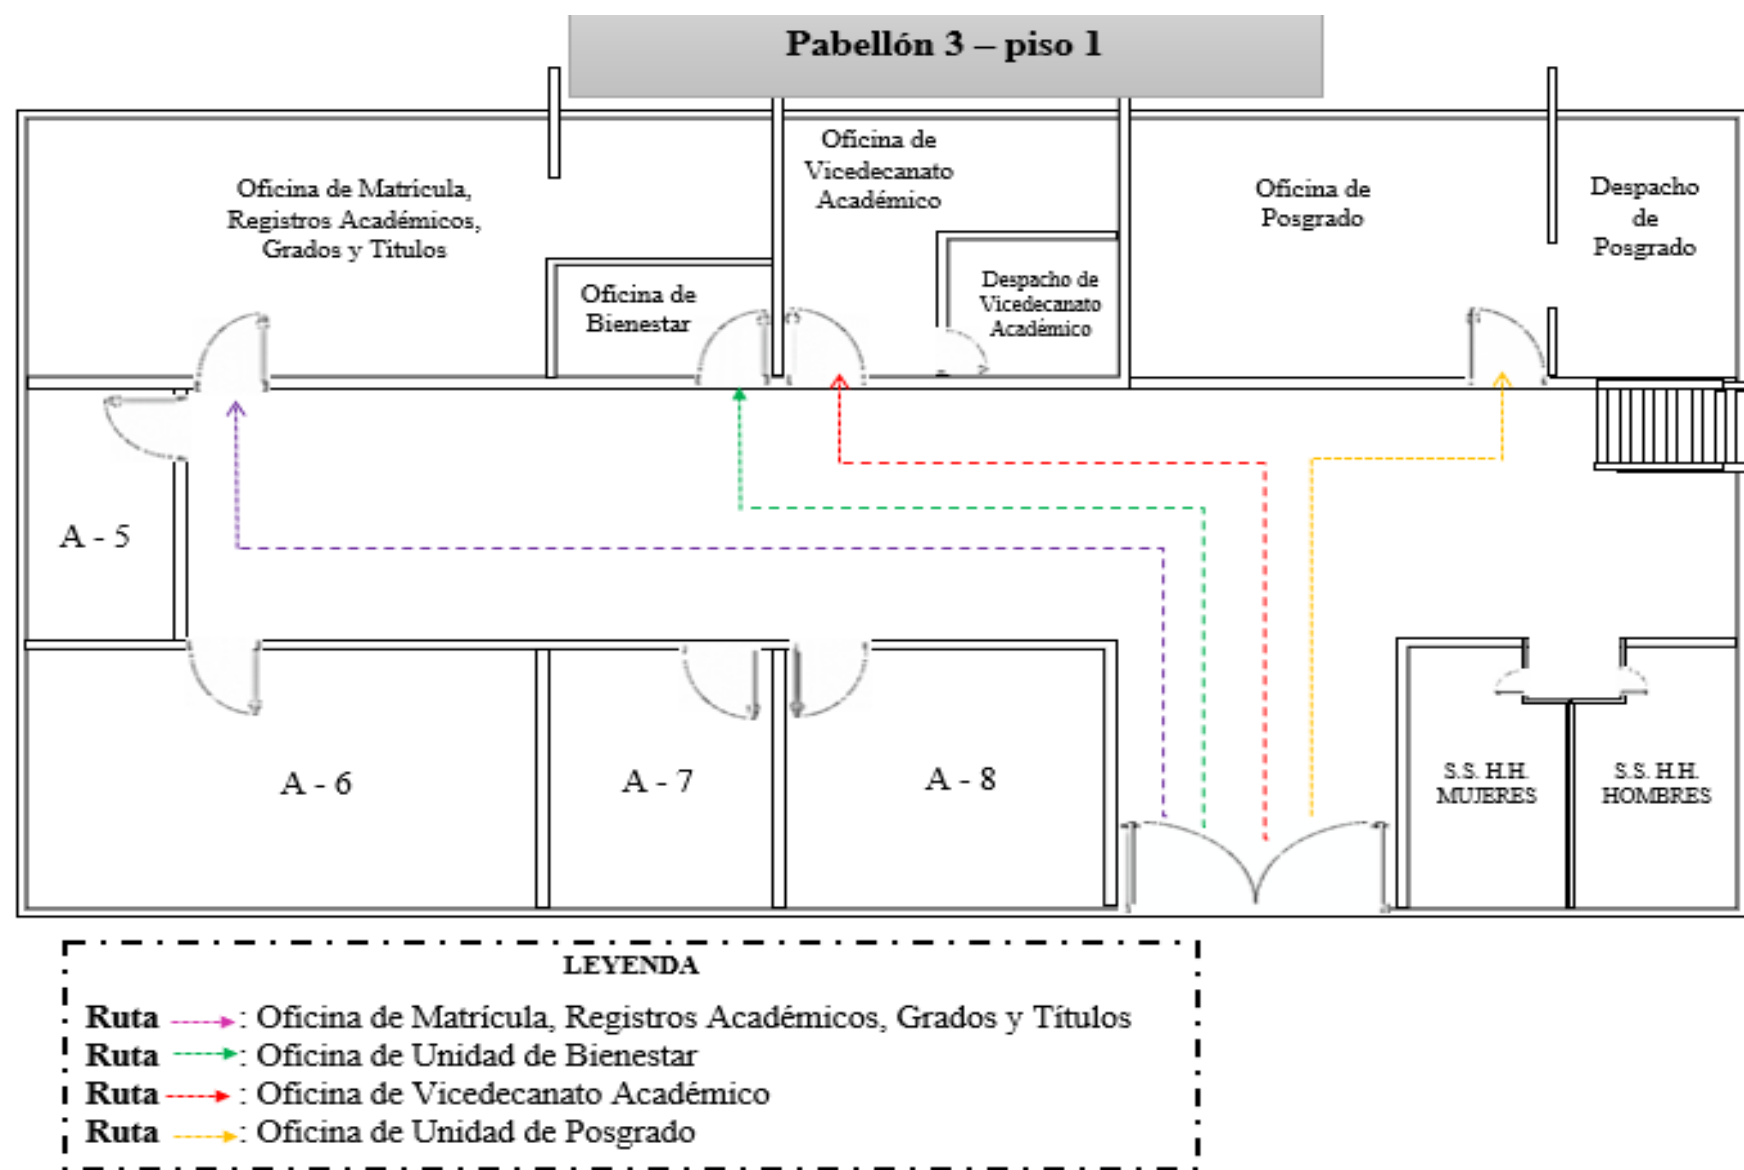 Pabellón 3 – piso 1
Oficina de Matrícula,
Registros Académicos,
Grados y Titulos
Oficina de
Bienestar
Oficina de
Vicedecanato
Académico
Despacho de
Vicedecanato
Académico
Oficina de
Posgrado
Despacho
de
Posgrado
A - 5
A - 6
A - 7
A - 8
S.S. H.H.
MUJERES
S.S. H.H.
HOMBRES
LEYENDA
Ruta : Oficina de Matrícula, Registros Académicos, Grados y Títulos
Ruta : Oficina de Unidad de Bienestar
Ruta : Oficina de Vicedecanato Académico
Ruta : Oficina de Unidad de Posgrado